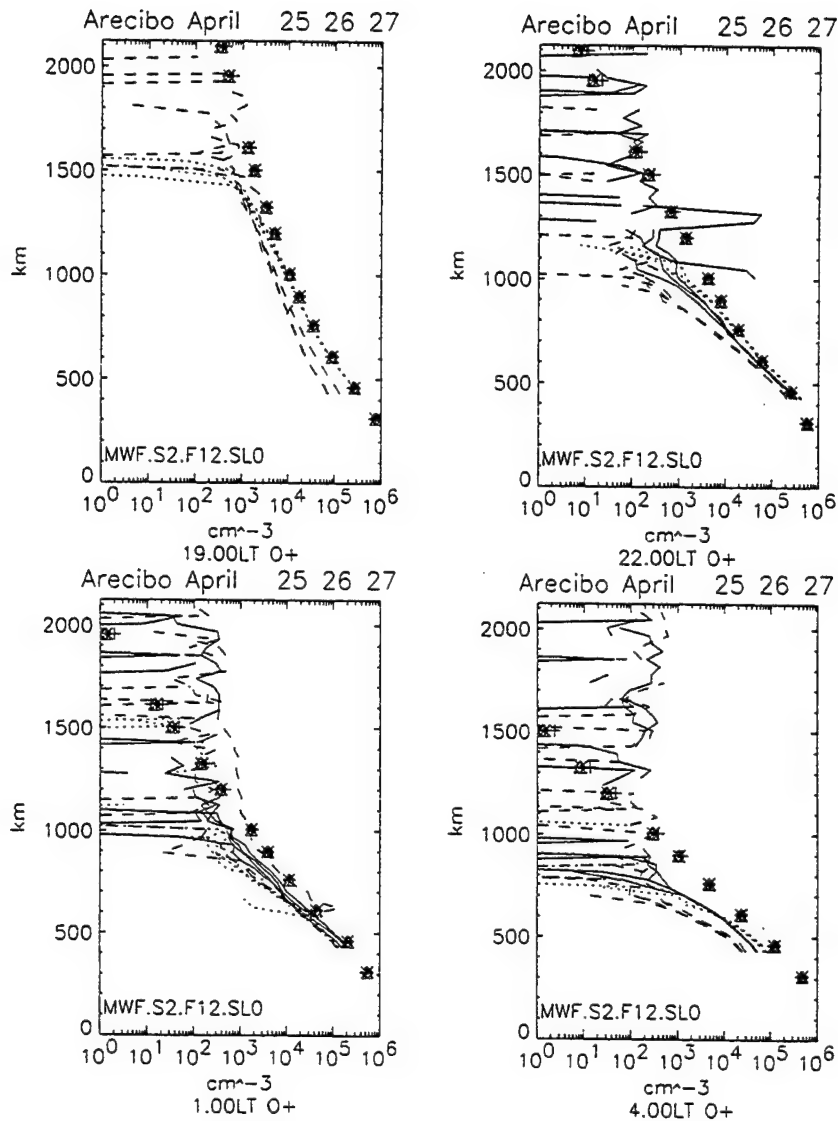 Arecibo April 25 26 27
2000
1500
1000
500
0
km
MWF.S2.F12.SL0
10^0 10^1 10^2 10^3 10^4 10^5 10^6
cm^-3
19.00LT O+
Arecibo April 25 26 27
2000
1500
1000
500
0
km
MWF.S2.F12.SL0
10^0 10^1 10^2 10^3 10^4 10^5 10^6
cm^-3
22.00LT O+
Arecibo April 25 26 27
2000
1500
1000
500
0
km
MWF.S2.F12.SL0
10^0 10^1 10^2 10^3 10^4 10^5 10^6
cm^-3
1.00LT O+
Arecibo April 25 26 27
2000
1500
1000
500
0
km
MWF.S2.F12.SL0
10^0 10^1 10^2 10^3 10^4 10^5 10^6
cm^-3
4.00LT O+